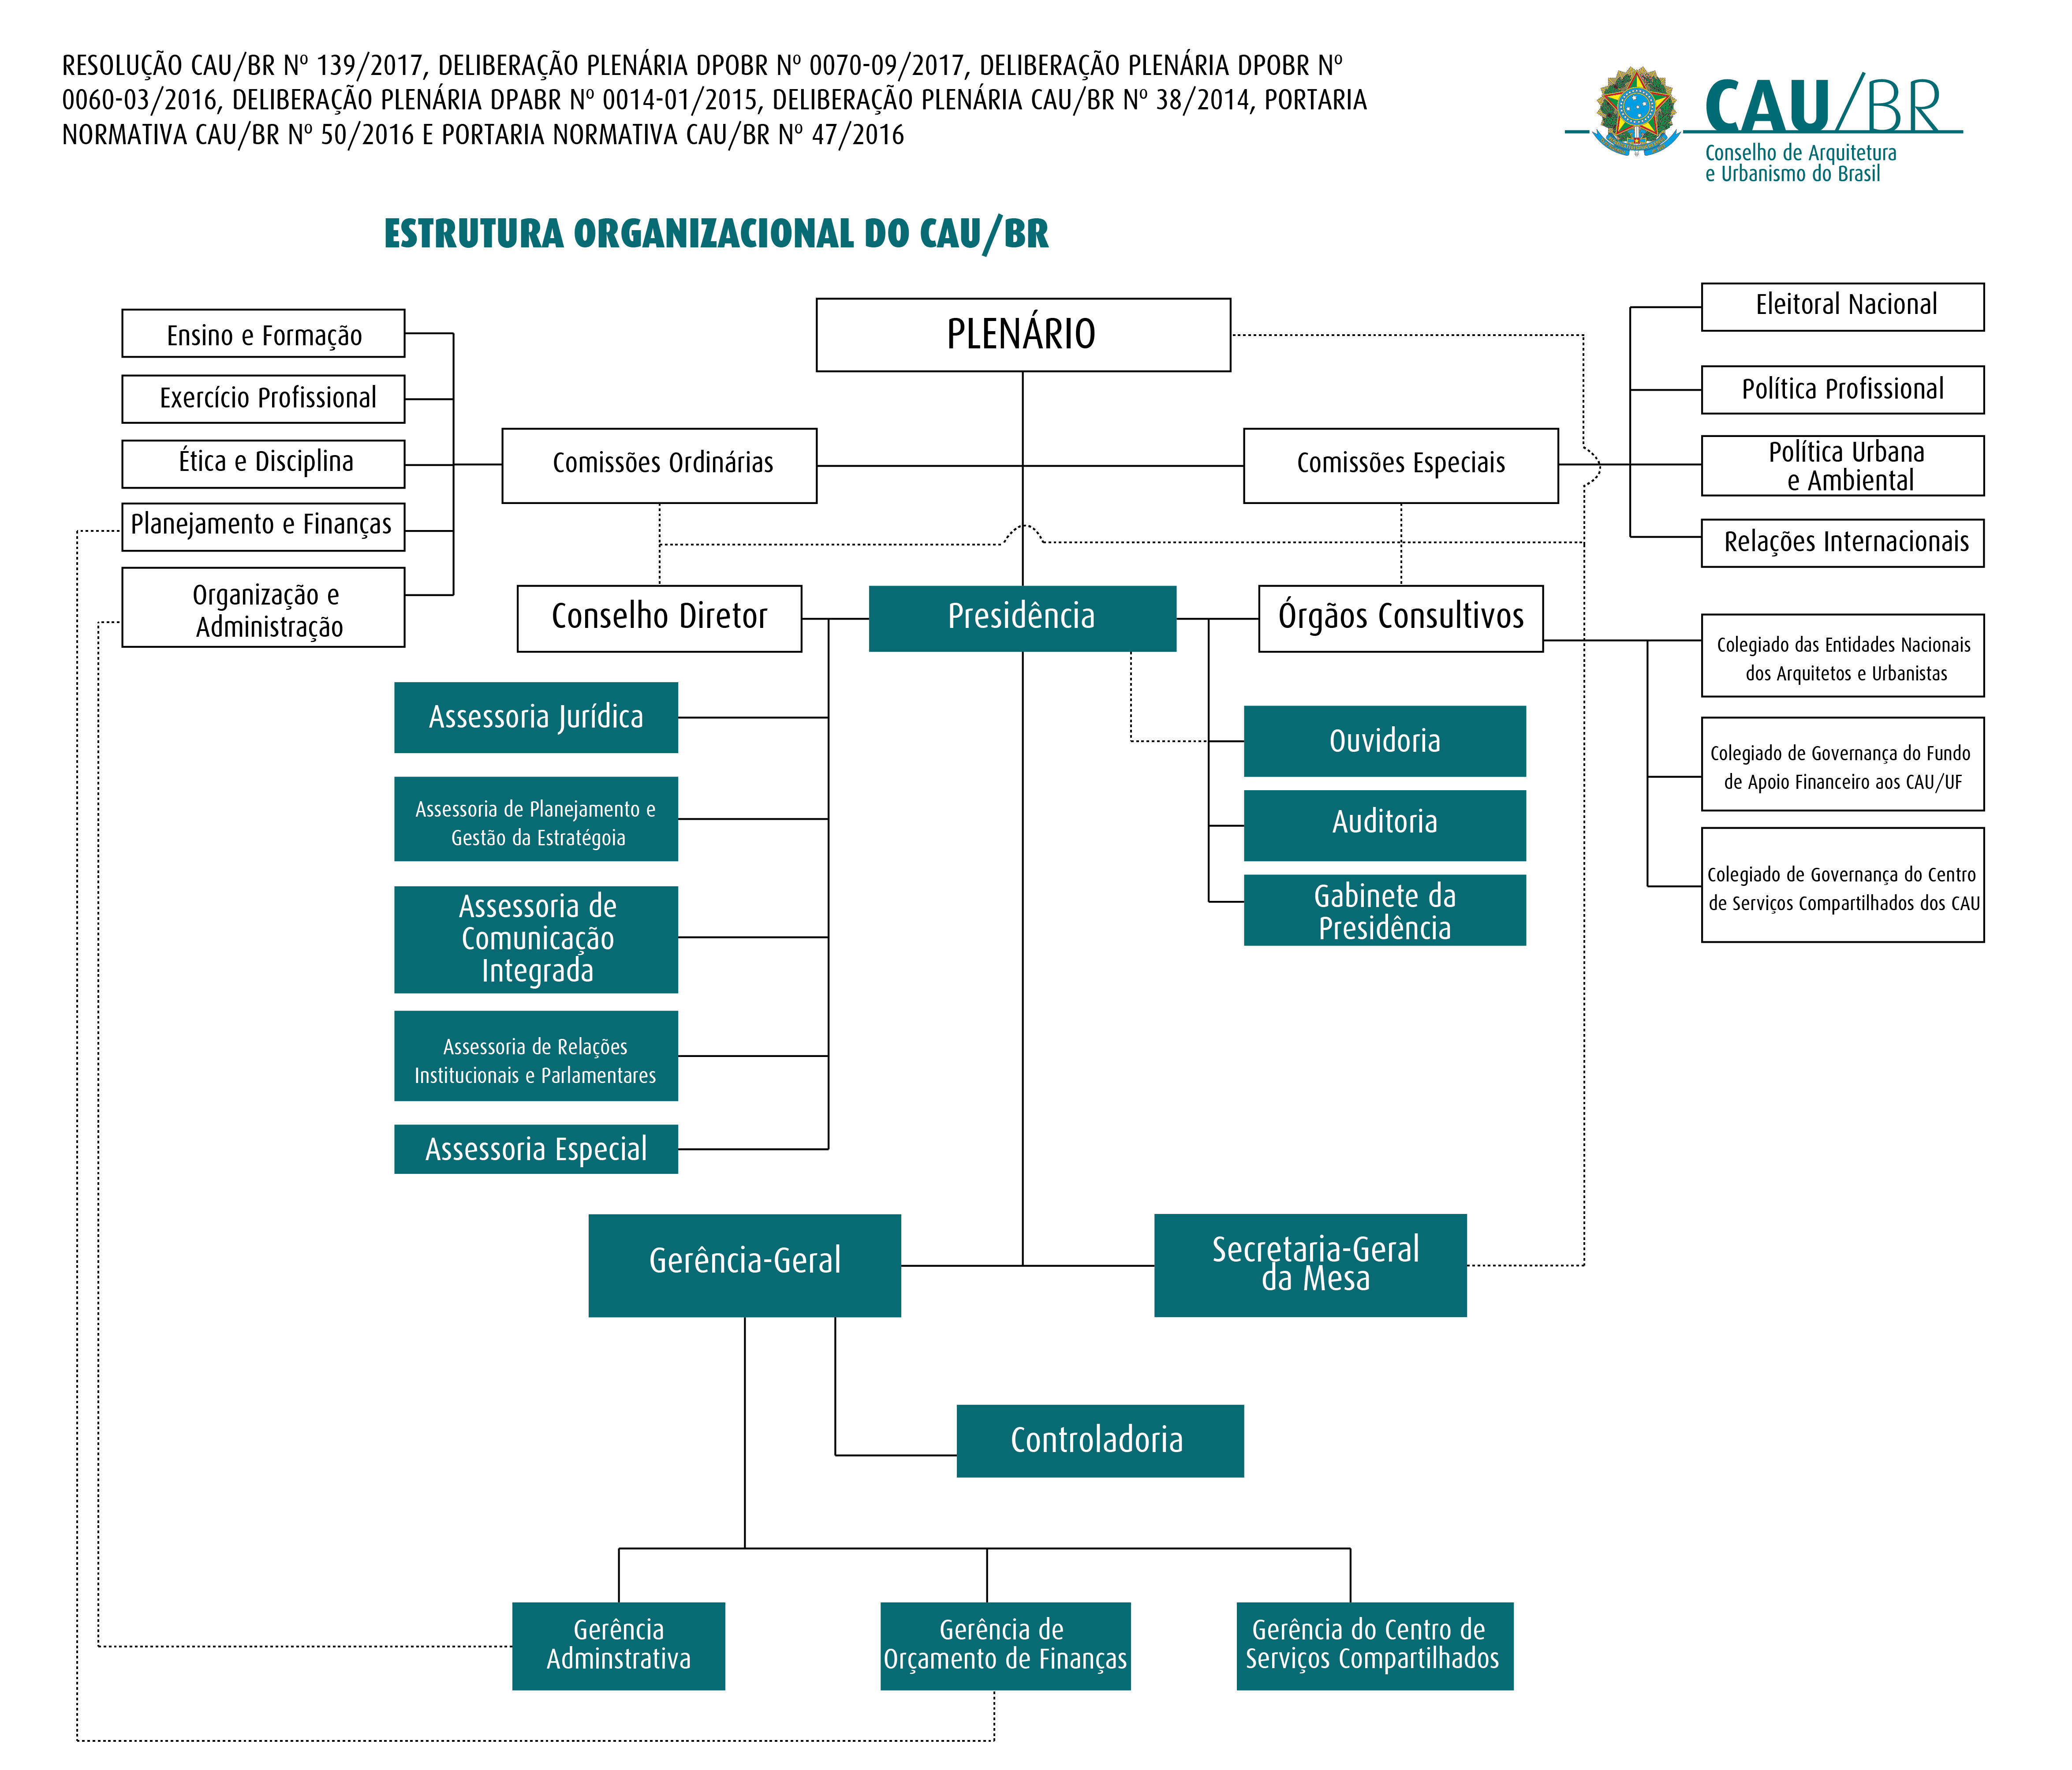 RESOLUÇÃO CAU/BR Nº 139/2017, DELIBERAÇÃO PLENÁRIA DPOBR Nº 0070-09/2017, DELIBERAÇÃO PLENÁRIA DPOBR Nº
0060-03/2016, DELIBERAÇÃO PLENÁRIA DPABR Nº 0014-01/2015, DELIBERAÇÃO PLENÁRIA CAU/BR Nº 38/2014, PORTARIA
NORMATIVA CAU/BR Nº 50/2016 E PORTARIA NORMATIVA CAU/BR Nº 47/2016
CAU/BR
Conselho de Arquitetura
e Urbanismo do Brasil
ESTRUTURA ORGANIZACIONAL DO CAU/BR
PLENÁRIO
Ensino e Formação
Exercício Profissional
Ética e Disciplina
Planejamento e Finanças
Organização e
Administração
Comissões Ordinárias
Comissões Especiais
Eleitoral Nacional
Política Profissional
Política Urbana
e Ambiental
Relações Internacionais
Conselho Diretor
Presidência
Órgãos Consultivos
Colegiado das Entidades Nacionais
dos Arquitetos e Urbanistas
Colegiado de Governança do Fundo
de Apoio Financeiro aos CAU/UF
Colegiado de Governança do Centro
de Serviços Compartilhados dos CAU
Assessoria Jurídica
Assessoria de Planejamento e
Gestão da Estratégoia
Assessoria de
Comunicação
Integrada
Assessoria de Relações
Institucionais e Parlamentares
Assessoria Especial
Ouvidoria
Auditoria
Gabinete da
Presidência
Gerência-Geral
Secretaria-Geral
da Mesa
Controladoria
Gerência
Adminstrativa
Gerência de
Orçamento de Finanças
Gerência do Centro de
Serviços Compartilhados